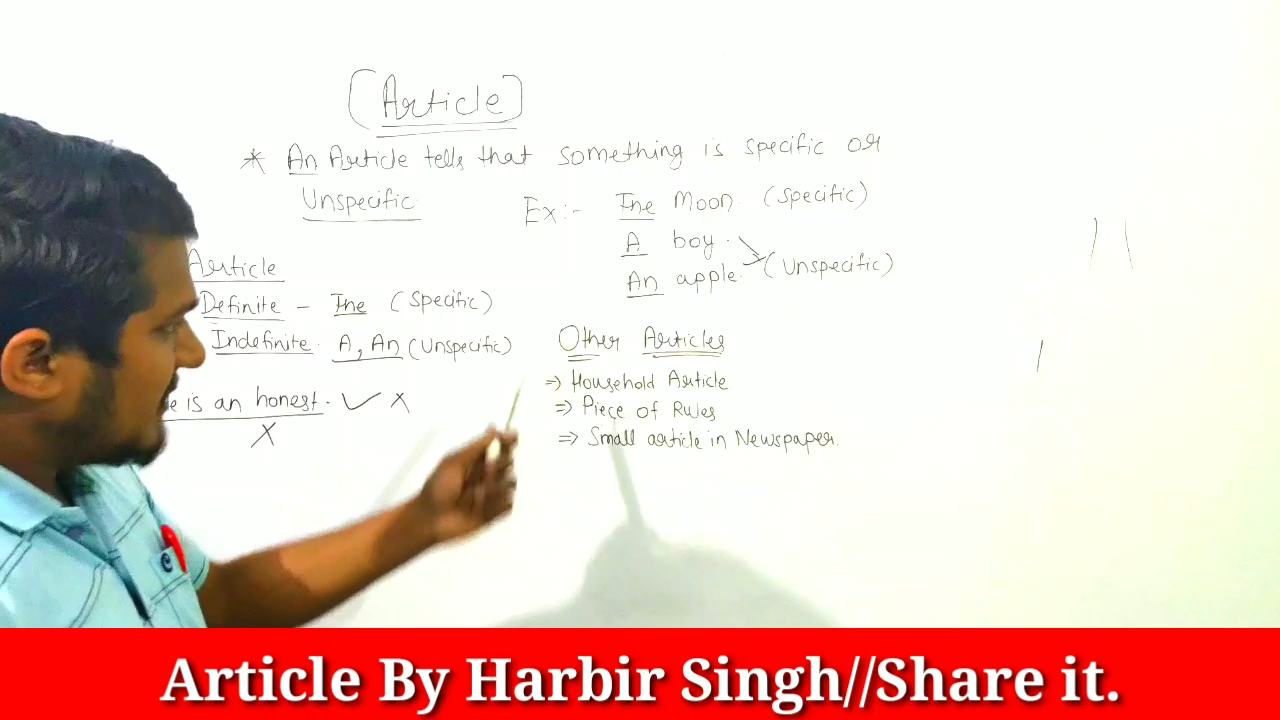 [Article]
* An Article tells that something is specific or
Unspecific
Ex:- The Moon. (Specific)
A boy.
An apple. (Unspecific)
Article
Definite - The (Specific)
Indefinite. A, An (Unspecific)
is an honest. ✓ X
X
Other Articles
⇒ Household Article
⇒ Piece of Rules
⇒ Small article in Newspaper.
Article By Harbir Singh//Share it.